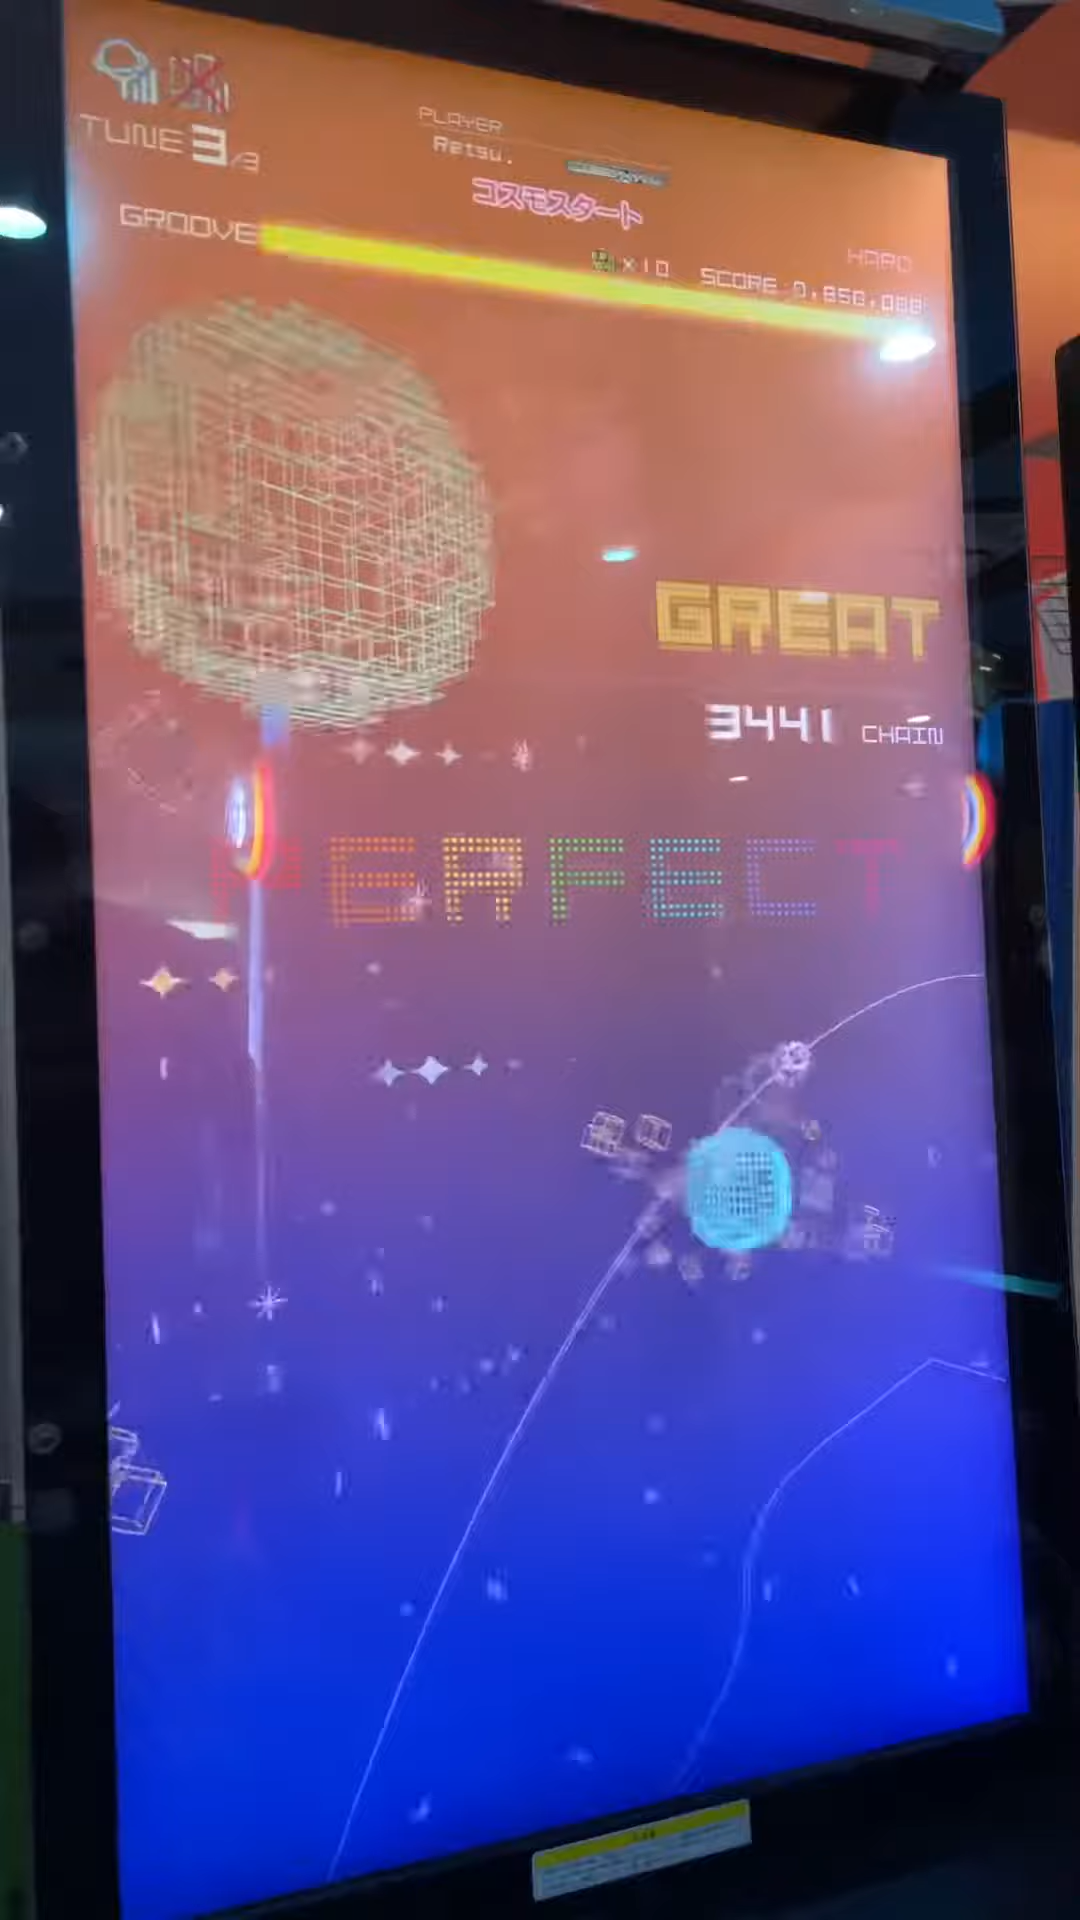 TUNE 3/3
PLAYER
Retsu.
コスモスタート
GROOVE
HARD
×10 SCORE 0,850,000
GREAT
3441 CHAIN
PERFECT